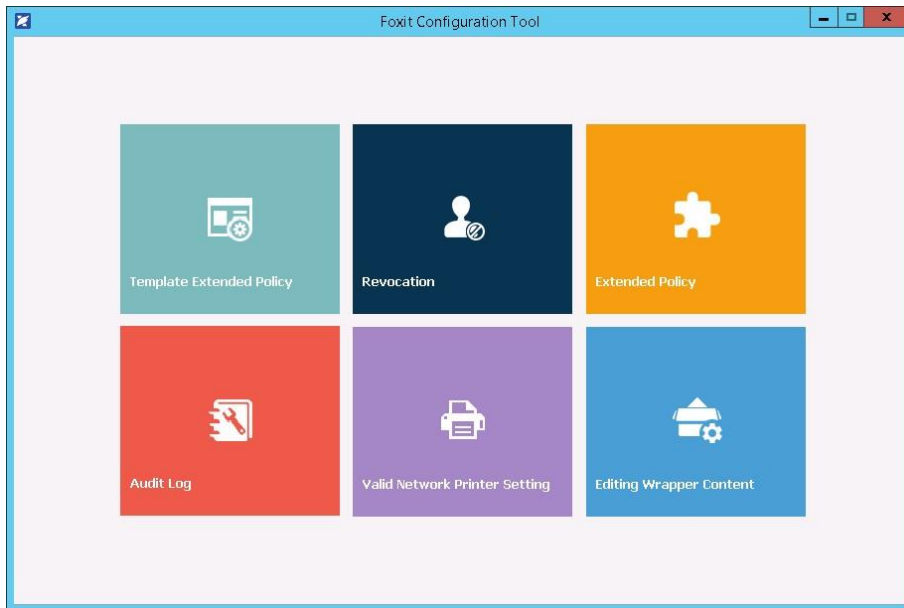 Foxit Configuration Tool
Template Extended Policy
Revocation
Extended Policy
Audit Log
Valid Network Printer Setting
Editing Wrapper Content